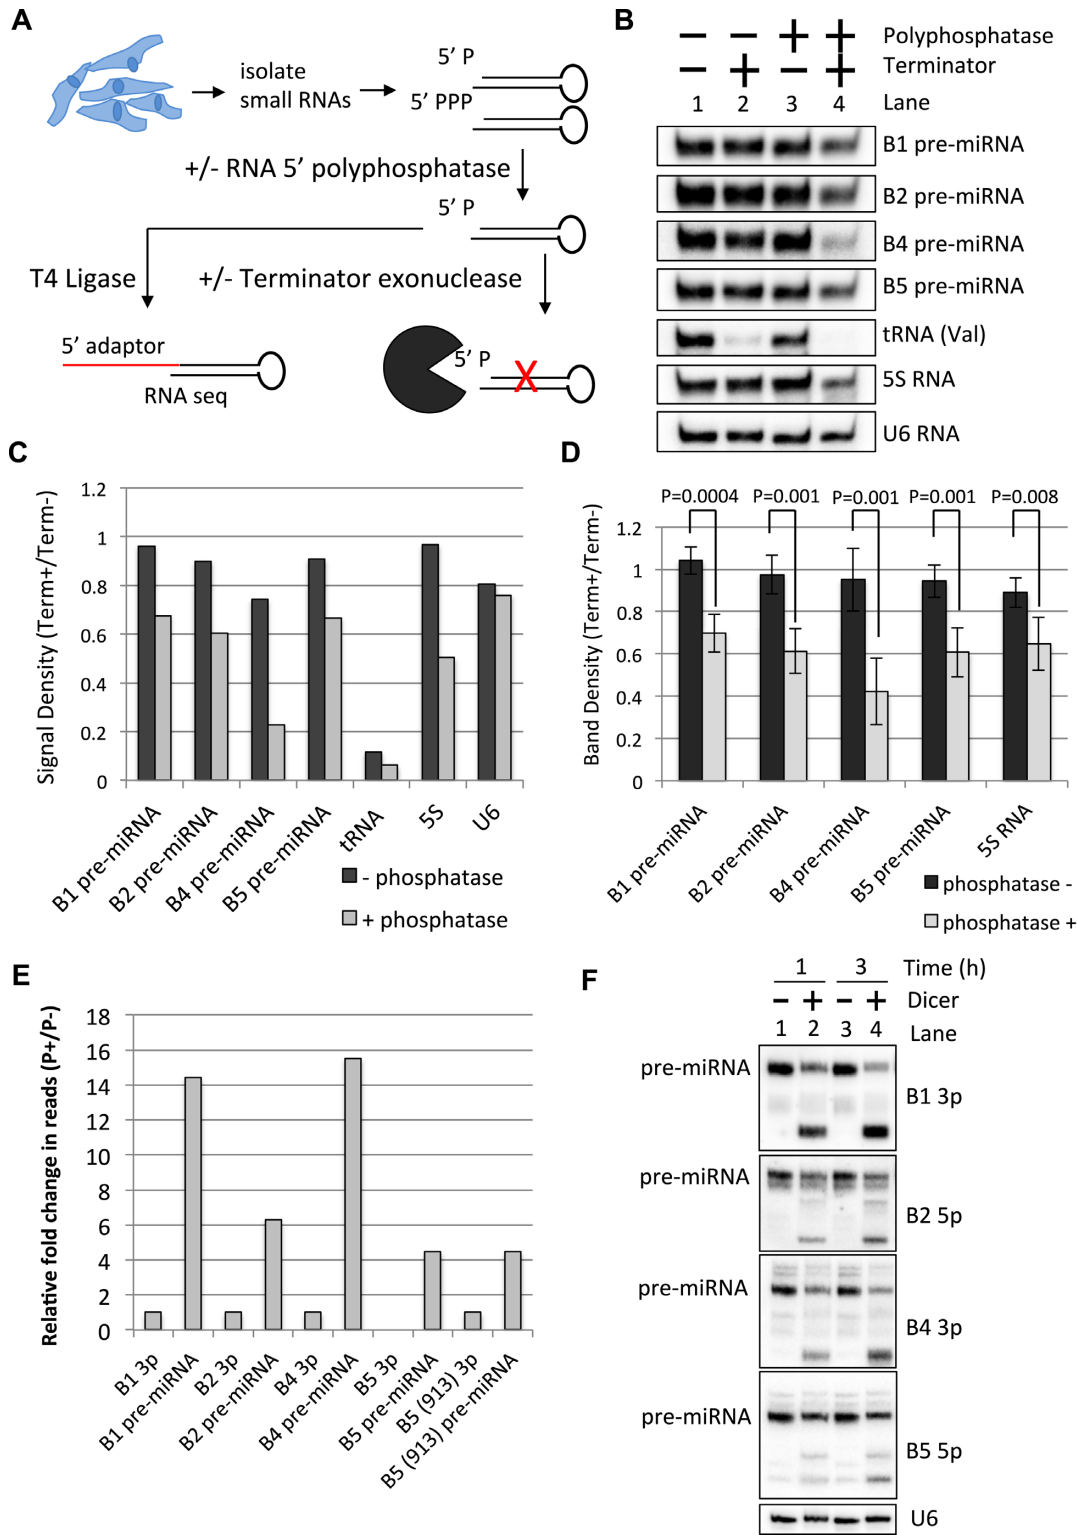 A
isolate
small RNAs
5’ P
5’ PPP
+/- RNA 5’ polyphosphatase
5’ P
T4 Ligase
+/- Terminator exonuclease
5’ adaptor
RNA seq
5’ P
X
B
− − + + Polyphosphatase
− + − + Terminator
1 2 3 4 Lane
B1 pre-miRNA
B2 pre-miRNA
B4 pre-miRNA
B5 pre-miRNA
tRNA (Val)
5S RNA
U6 RNA
C
Signal Density (Term+/Term-)
1.2
1
0.8
0.6
0.4
0.2
0
B1 pre-miRNA
B2 pre-miRNA
B4 pre-miRNA
B5 pre-miRNA
tRNA
5S
U6
- phosphatase
+ phosphatase
D
P=0.0004 P=0.001 P=0.001 P=0.001 P=0.008
Band Density (Term+/Term-)
1.2
1
0.8
0.6
0.4
0.2
0
B1 pre-miRNA
B2 pre-miRNA
B4 pre-miRNA
B5 pre-miRNA
5S RNA
phosphatase -
phosphatase +
E
Relative fold change in reads (P+/P-)
18
16
14
12
10
8
6
4
2
0
B1 3p
B1 pre-miRNA
B2 3p
B2 pre-miRNA
B4 3p
B4 pre-miRNA
B5 3p
B5 pre-miRNA
B5 (913) 3p
B5 (913) pre-miRNA
F
1 3 Time (h)
− + − + Dicer
1 2 3 4 Lane
pre-miRNA
B1 3p
pre-miRNA
B2 5p
pre-miRNA
B4 3p
pre-miRNA
B5 5p
U6